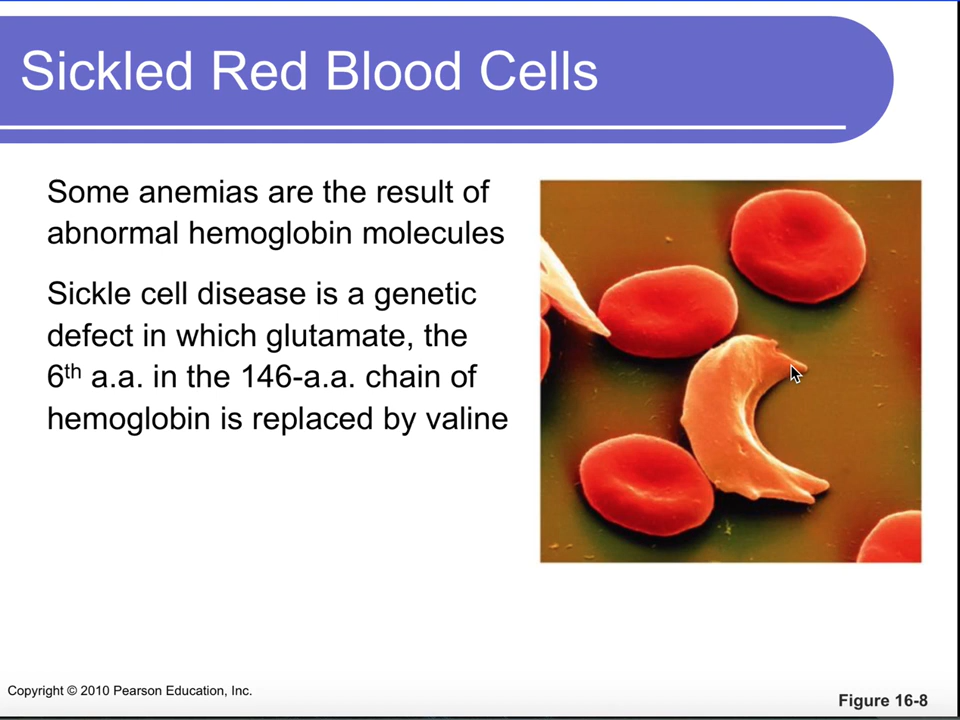 Sickled Red Blood Cells
Some anemias are the result of
abnormal hemoglobin molecules
Sickle cell disease is a genetic
defect in which glutamate, the
6th a.a. in the 146-a.a. chain of
hemoglobin is replaced by valine
Copyright © 2010 Pearson Education, Inc.
Figure 16-8